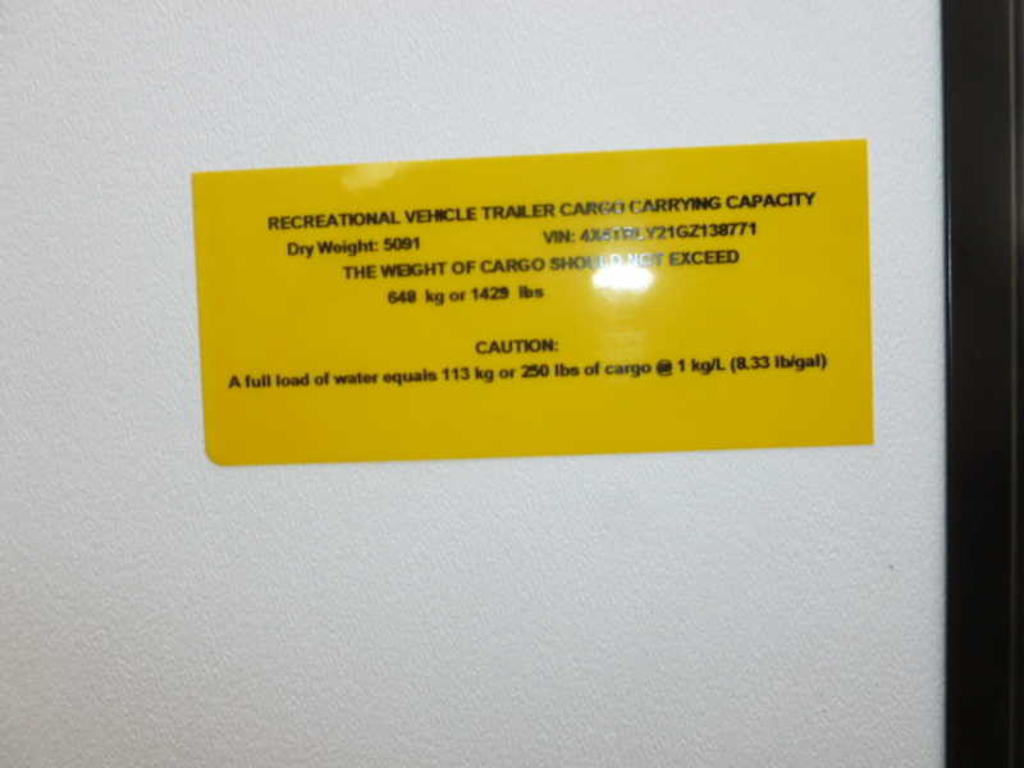 RECREATIONAL VEHICLE TRAILER CARGO CARRYING CAPACITY
Dry Weight: 5091 VIN:
THE WEIGHT OF CARGO SHOULD NOT EXCEED
648 kg or 1429 lbs
CAUTION:
A full load of water equals 113 kg or 250 lbs of cargo @ 1 kg/L (8.33 lb/gal)